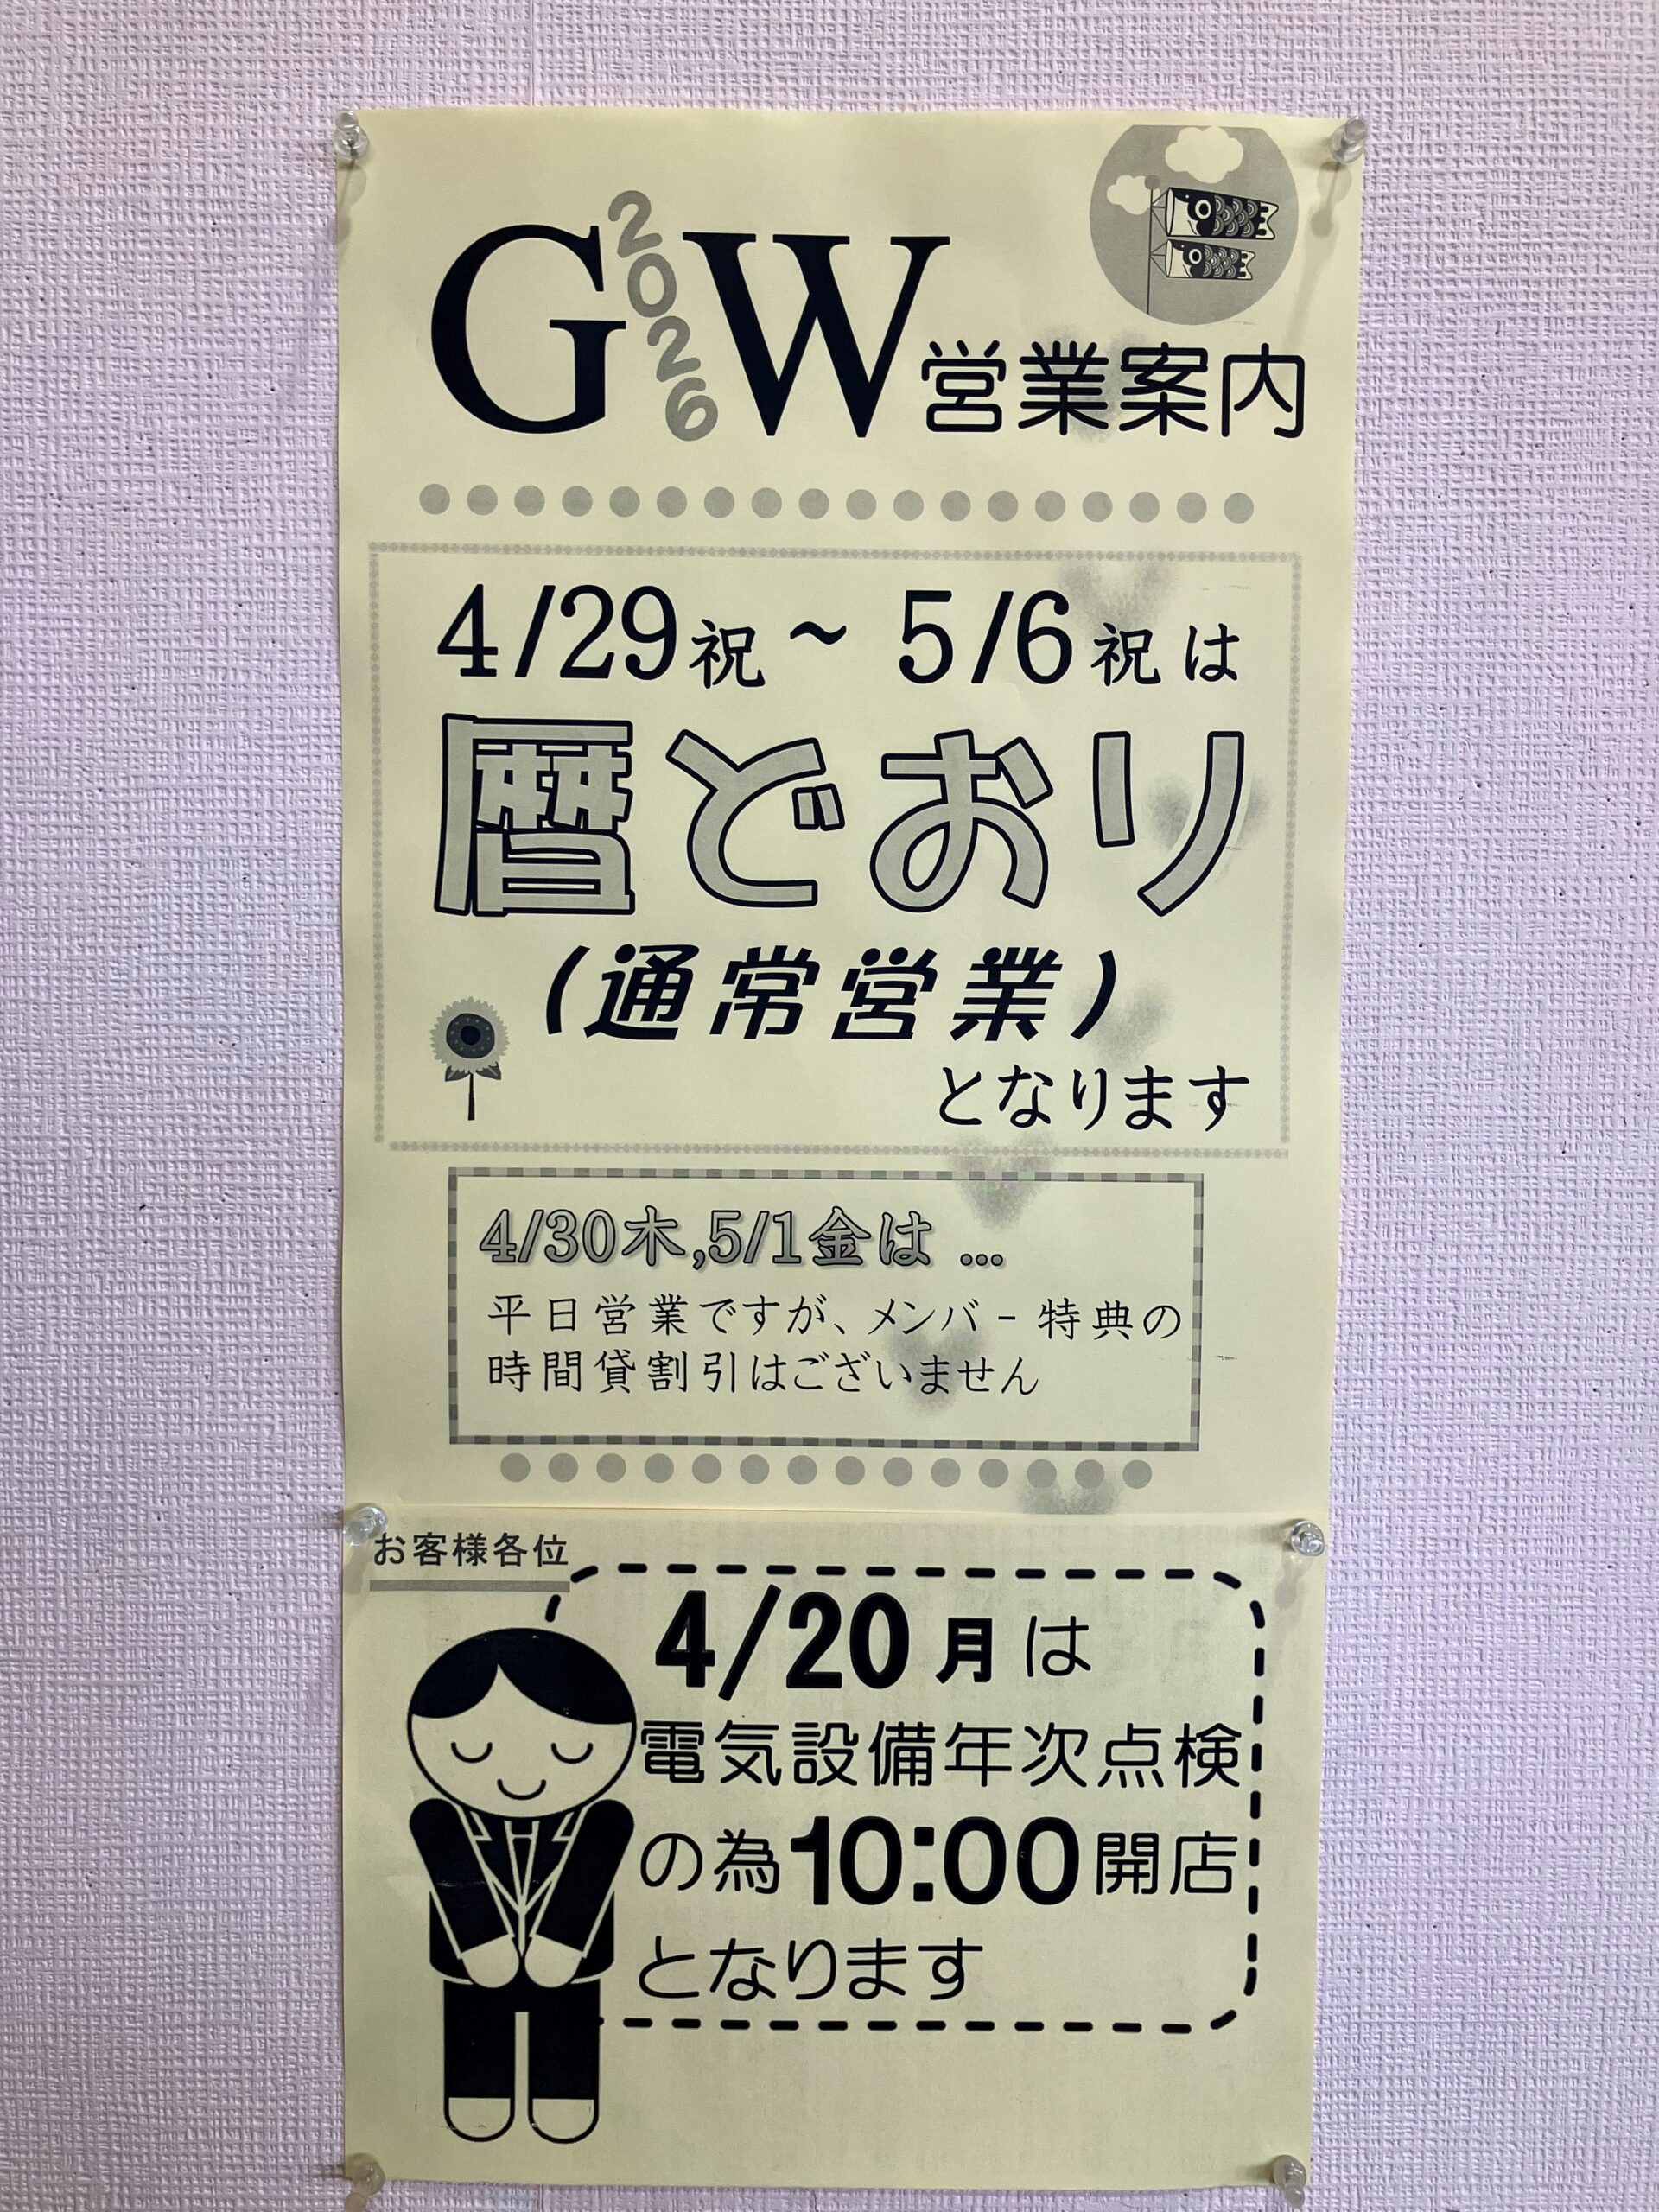 GW営業案内
2026
4/29祝~5/6祝は
暦どおり
(通常営業)
となります
4/30木,5/1金は…
平日営業ですが、メンバー特典の
時間貸割引はございません
お客様各位
4/20月は
電気設備年次点検
の為10:00開店
となります